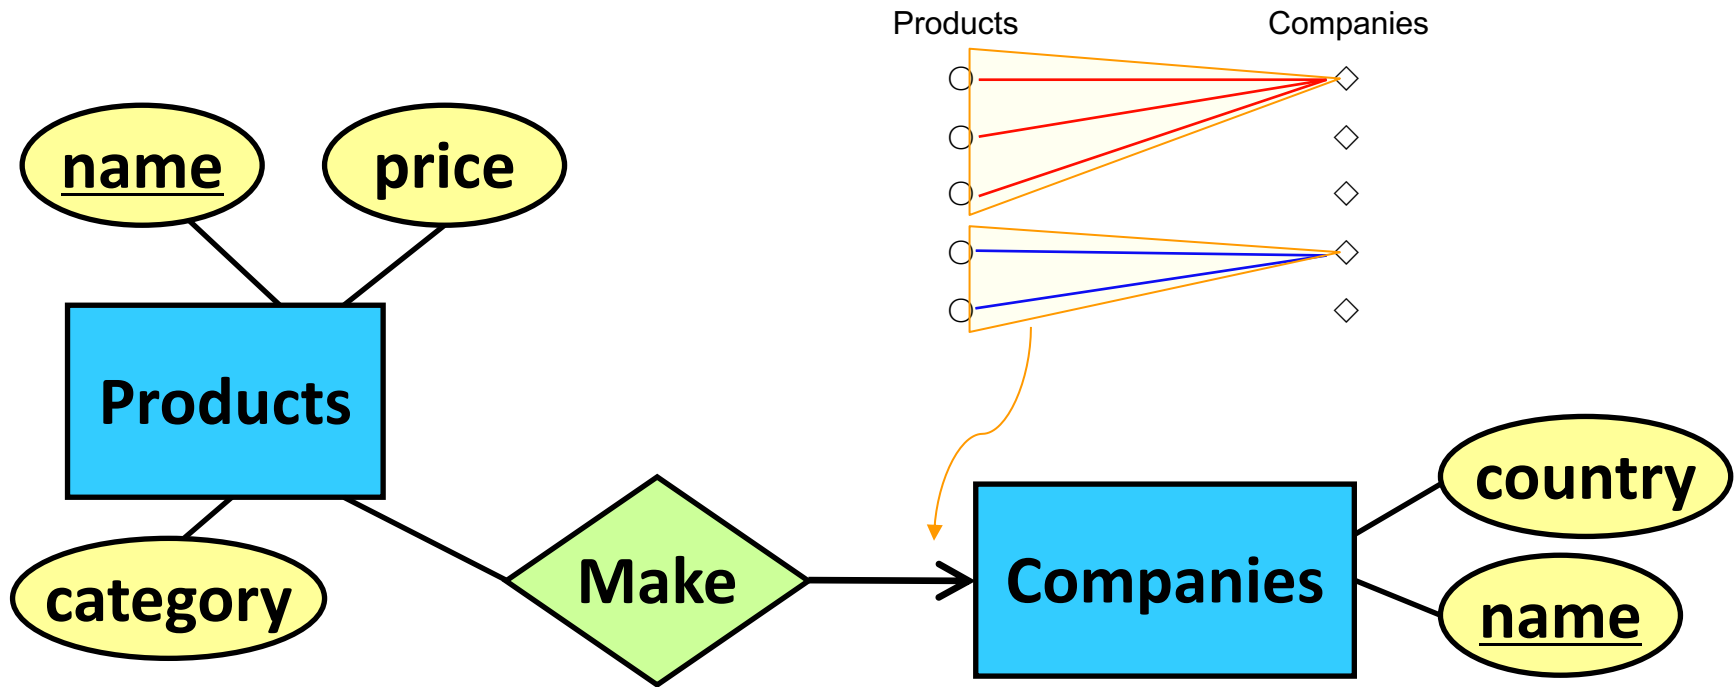 Products
Companies
name
price
Products
category
Make
Companies
country
name